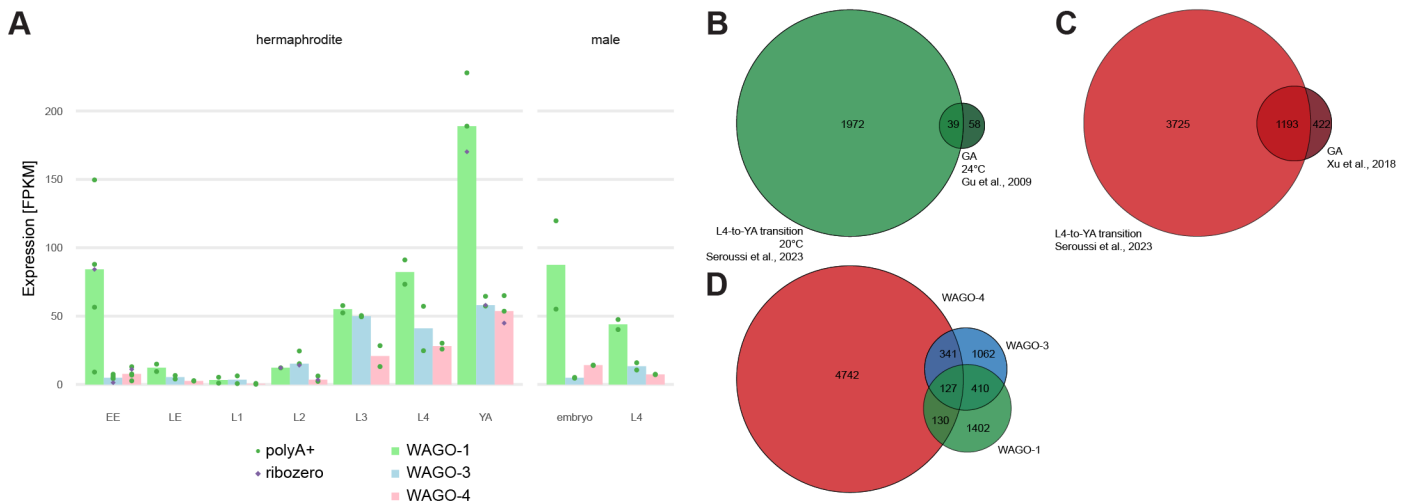 A
hermaphrodite
male
Expression [FPKM]
200
150
100
50
0
EE
LE
L1
L2
L3
L4
YA
embryo
L4
polyA+
ribozero
WAGO-1
WAGO-3
WAGO-4
B
1972
39
58
GA
24°C
Gu et al., 2009
L4-to-YA transition
20°C
Seroussi et al., 2023
C
3725
1193
422
GA
Xu et al., 2018
L4-to-YA transition
Seroussi et al., 2023
D
WAGO-4
WAGO-3
341
1062
4742
127
410
130
1402
WAGO-1